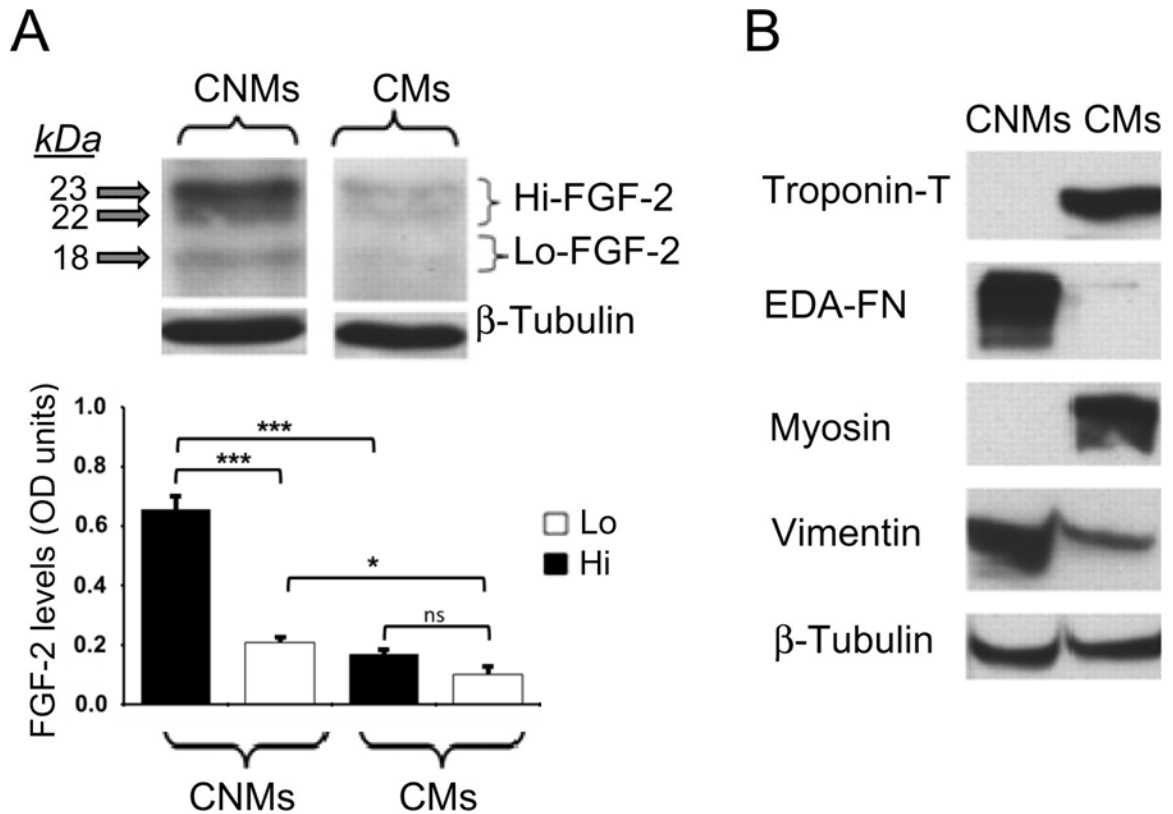 A
CNMs CMs
kDa
23
22
18
Hi-FGF-2
Lo-FGF-2
β-Tubulin
FGF-2 levels (OD units)
1.0
0.8
0.6
0.4
0.2
0.0
***
***
*
ns
Lo
Hi
CNMs CMs
B
CNMs CMs
Troponin-T
EDA-FN
Myosin
Vimentin
β-Tubulin